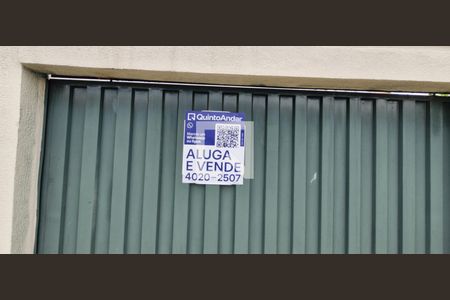 QuintoAndar
ALUGA
E VENDE
4020-2507